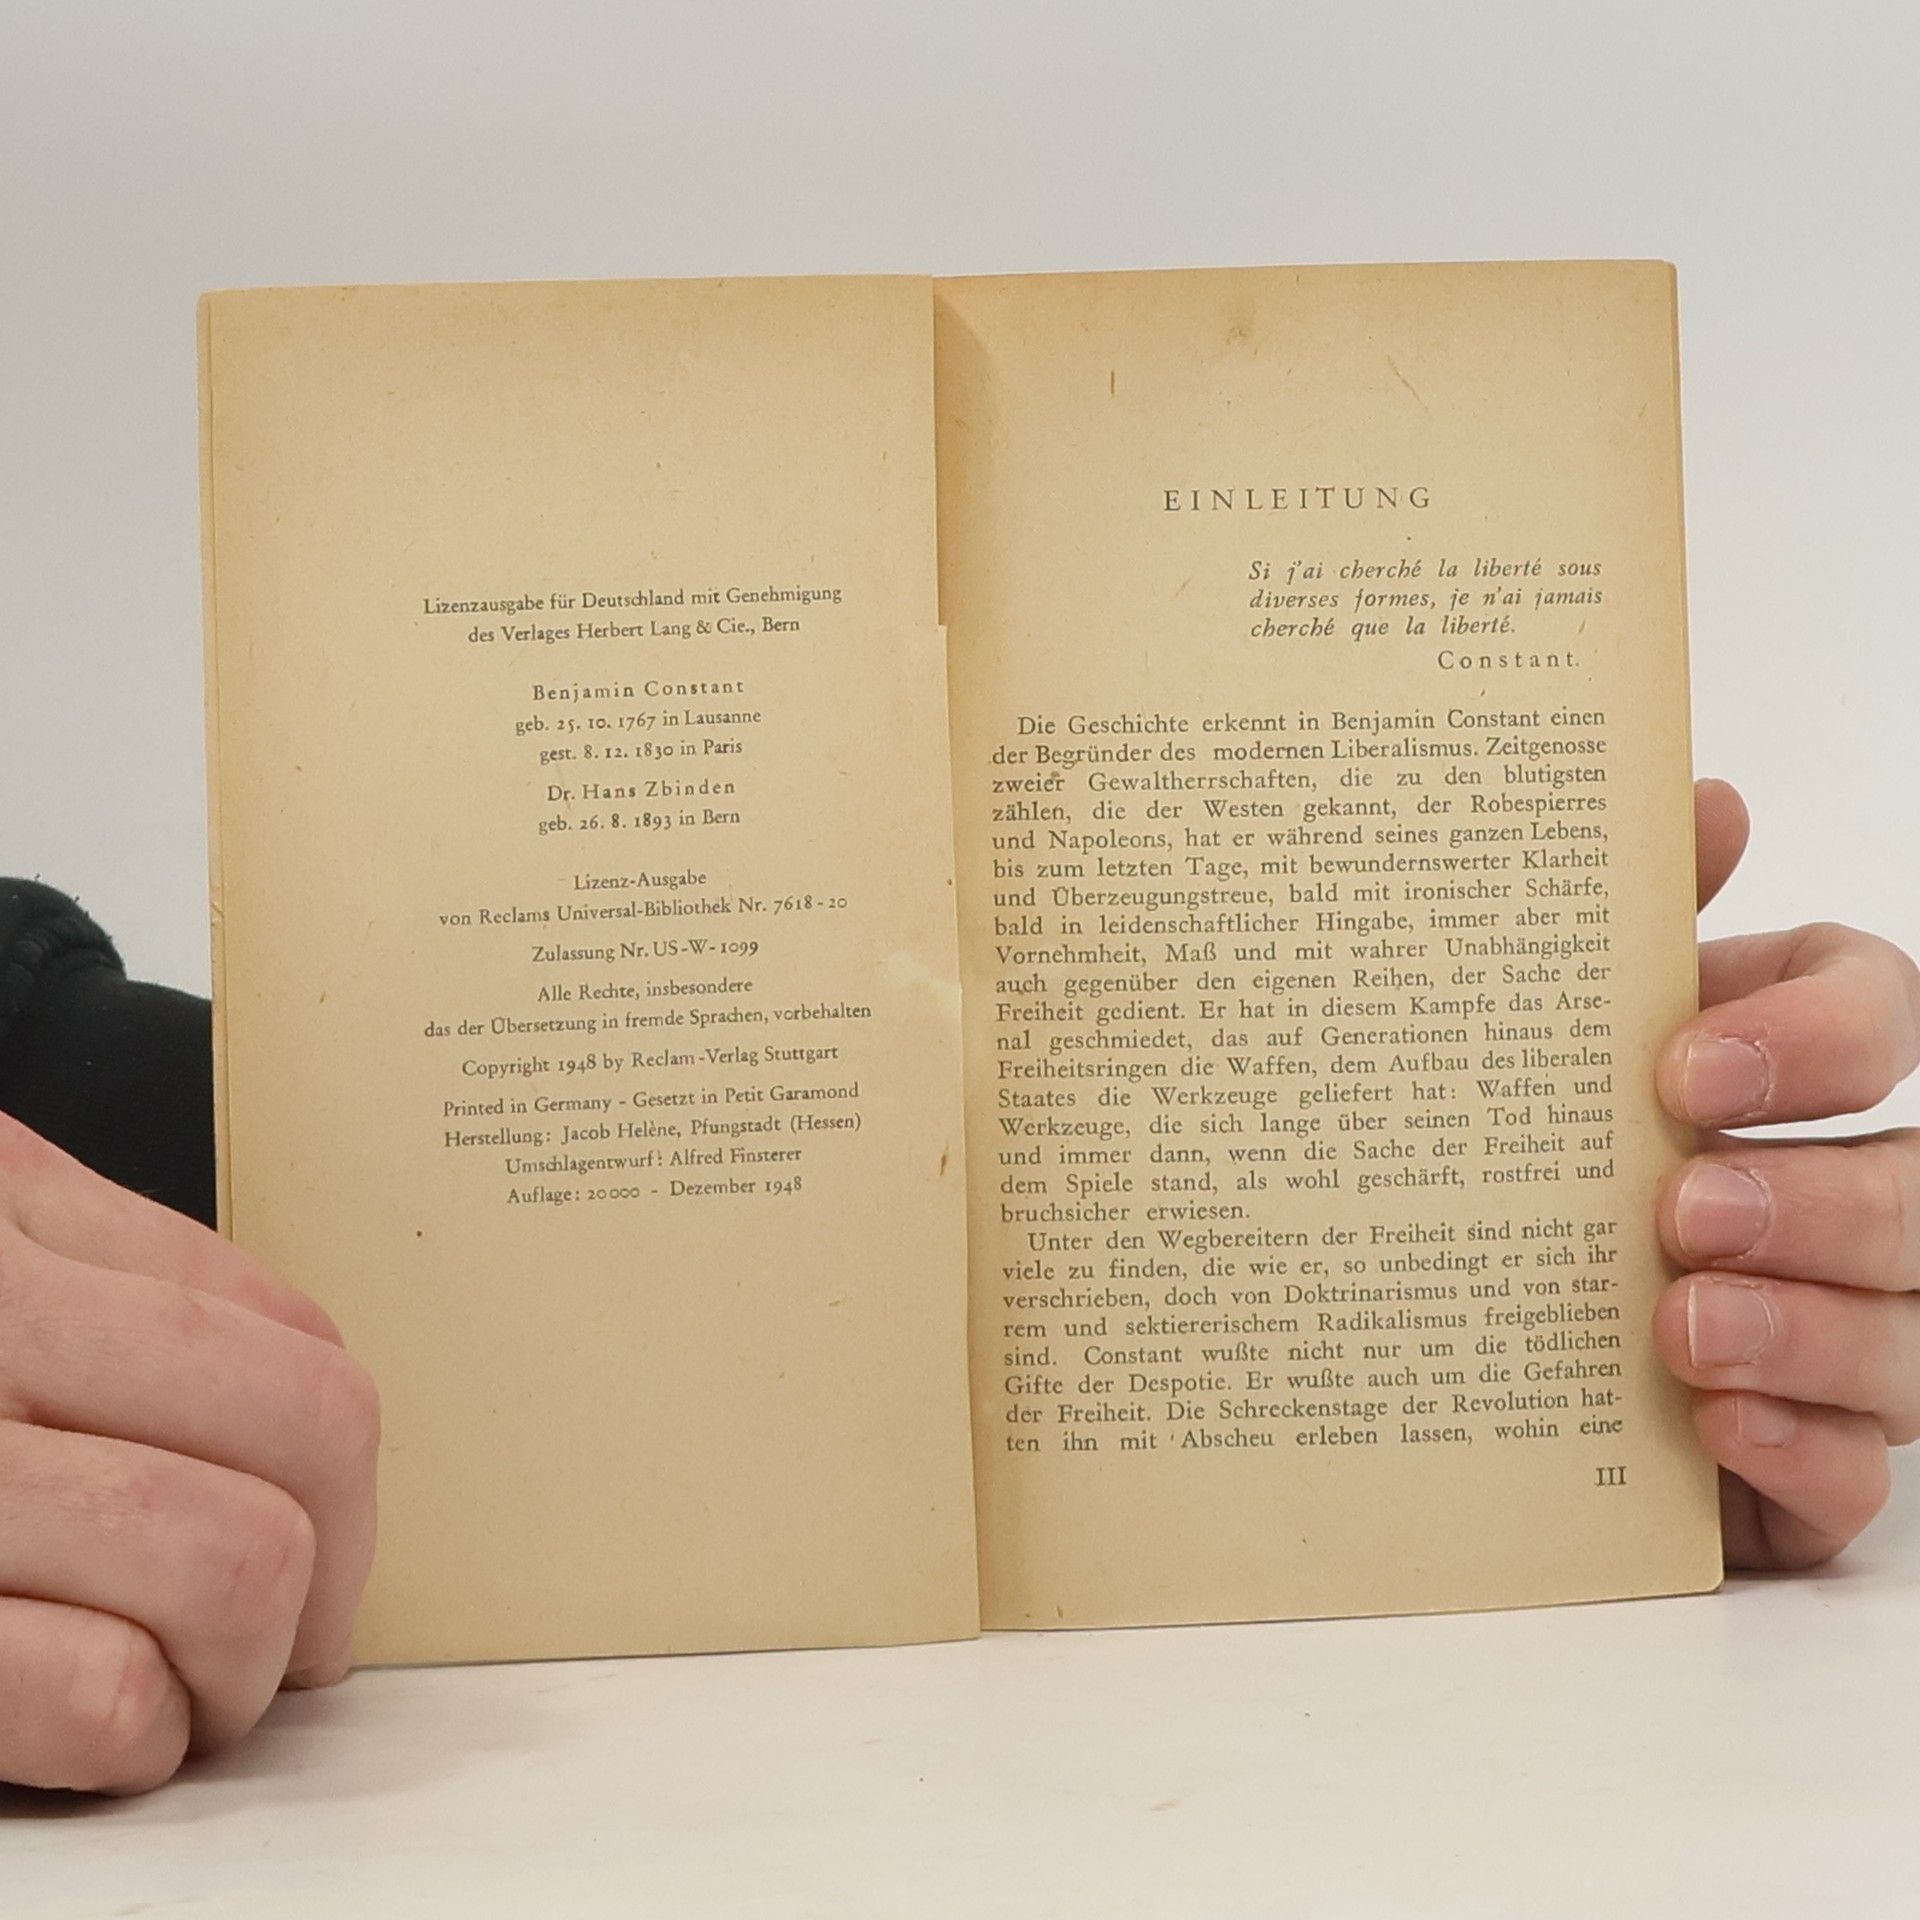 Lizenzausgabe für Deutschland mit Genehmigung
des Verlages Herbert Lang & Cie., Bern
Benjamin Constant
geb. 25. 10. 1767 in Lausanne
gest. 8. 12. 1830 in Paris
Dr. Hans Zbinden
geb. 26. 8. 1893 in Bern
Lizenz-Ausgabe
von Reclams Universal-Bibliothek Nr. 7618-20
Zulassung Nr. US-W-1099
Alle Rechte, insbesondere
das der Übersetzung in fremde Sprachen, vorbehalten
Copyright 1948 by Reclam-Verlag Stuttgart
Printed in Germany - Gesetzt in Petit Garamond
Herstellung: Jacob Helène, Pfungstadt (Hessen)
Umschlagentwurf: Alfred Finsterer
Auflage: 20000 - Dezember 1948
EINLEITUNG
Si j'ai cherché la liberté sous
diverses formes, je n'ai jamais
cherché que la liberté.
Constant.
Die Geschichte erkennt in Benjamin Constant einen
der Begründer des modernen Liberalismus. Zeitgenosse
zweier Gewaltherrschaften, die zu den blutigsten
zählen, die der Westen gekannt, der Robespierres
und Napoleons, hat er während seines ganzen Lebens,
bis zum letzten Tage, mit bewundernswerter Klarheit
und Überzeugungstreue, bald mit ironischer Schärfe,
bald in leidenschaftlicher Hingabe, immer aber mit
Vornehmheit, Maß und mit wahrer Unabhängigkeit
auch gegenüber den eigenen Reihen, der Sache der
Freiheit gedient. Er hat in diesem Kampfe das Arse-
nal geschmiedet, das auf Generationen hinaus dem
Freiheitsringen die Waffen, dem Aufbau des liberalen
Staates die Werkzeuge geliefert hat: Waffen und
Werkzeuge, die sich lange über seinen Tod hinaus
und immer dann, wenn die Sache der Freiheit auf
dem Spiele stand, als wohl geschärft, rostfrei und
bruchsicher erwiesen.
Unter den Wegbereitern der Freiheit sind nicht gar
viele zu finden, die wie er, so unbedingt er sich ihr
verschrieben, doch von Doktrinarismus und von star-
rem und sektiererischem Radikalismus freigeblieben
sind. Constant wußte nicht nur um die tödlichen
Gifte der Despotie. Er wußte auch um die Gefahren
der Freiheit. Die Schreckenstage der Revolution hat-
ten ihn mit Abscheu erleben lassen, wohin eine
III